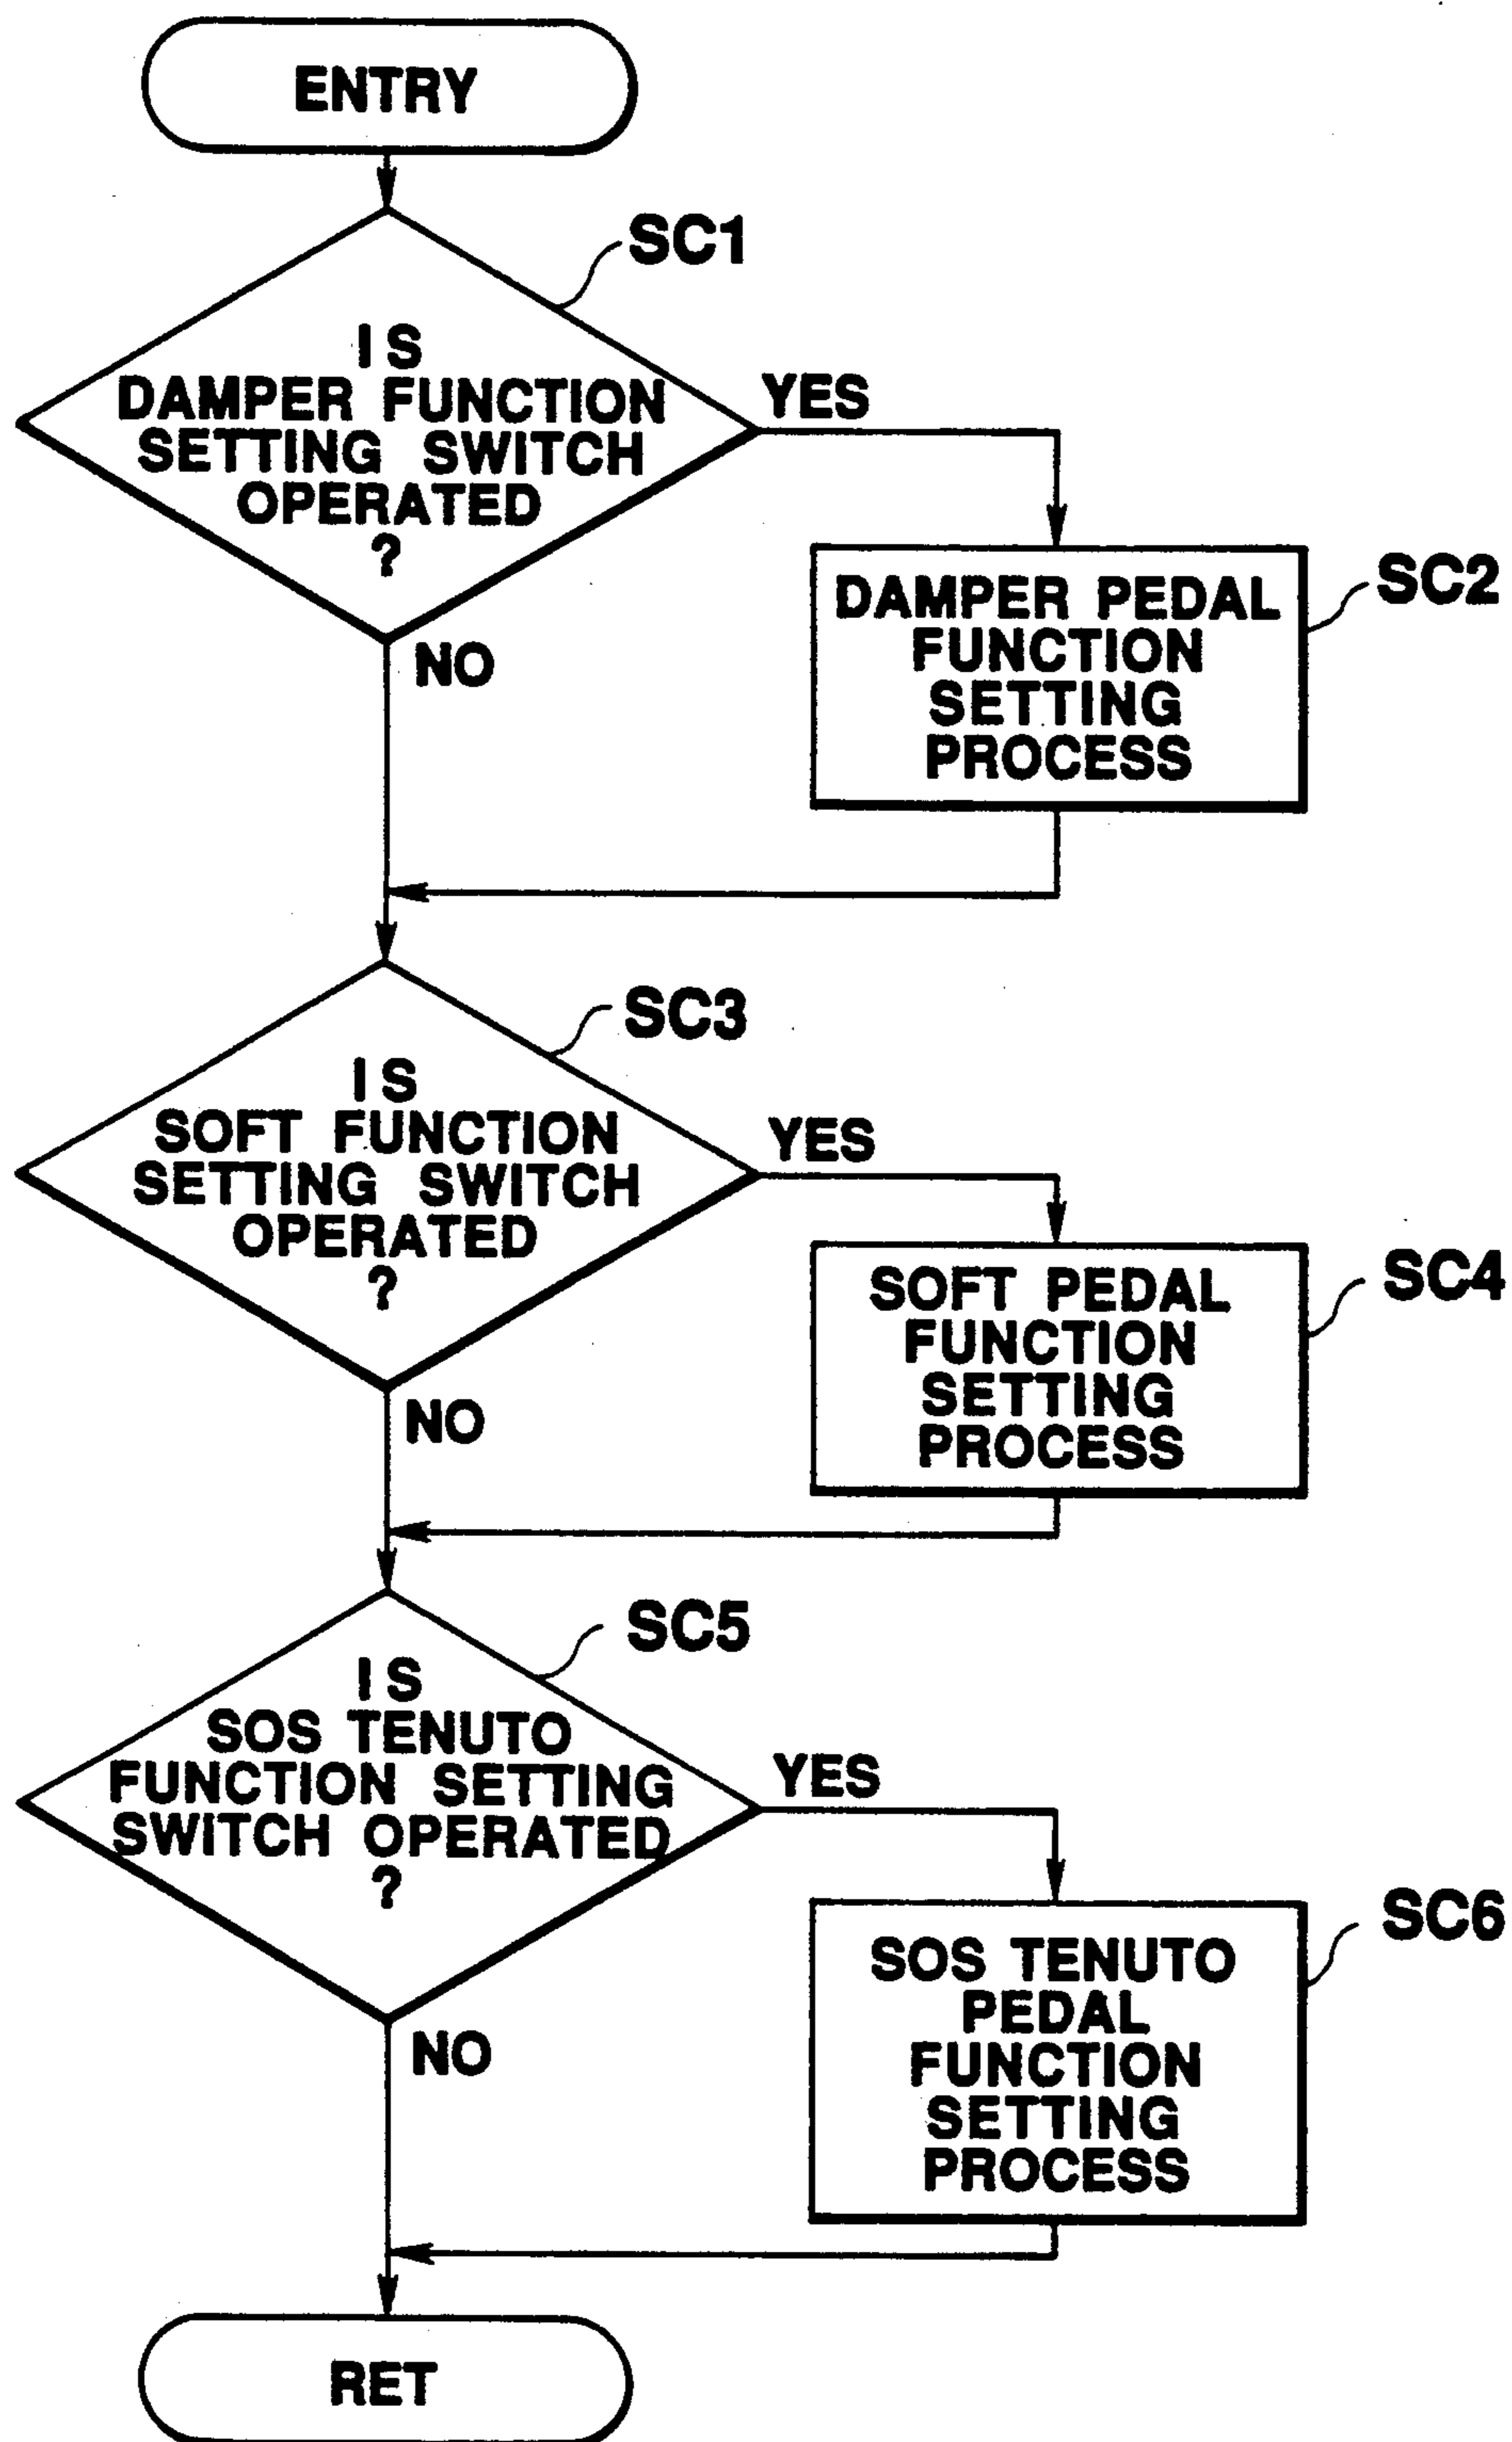 ENTRY
SC1
IS
DAMPER FUNCTION
SETTING SWITCH
OPERATED
?
YES
NO
DAMPER PEDAL
FUNCTION
SETTING
PROCESS
SC2
SC3
IS
SOFT FUNCTION
SETTING SWITCH
OPERATED
?
YES
NO
SOFT PEDAL
FUNCTION
SETTING
PROCESS
SC4
SC5
IS
SOS TENUTO
FUNCTION SETTING
SWITCH OPERATED
?
YES
NO
SOS TENUTO
PEDAL
FUNCTION
SETTING
PROCESS
SC6
RET